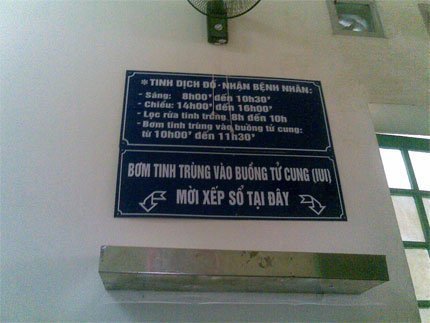 * TINH DỊCH ĐỒ - NHẬN BỆNH NHÂN:
- Sáng: 8h00" đến 10h30"
- Chiều: 14h00" đến 16h00"
- Lọc rửa tinh trùng 8h đến 10h
- Bơm tinh trùng vào buồng tử cung:
từ 10h00" đến 11h30"
BƠM TINH TRÙNG VÀO BUỒNG TỬ CUNG (IUI)
MỜI XẾP SỔ TẠI ĐÂY